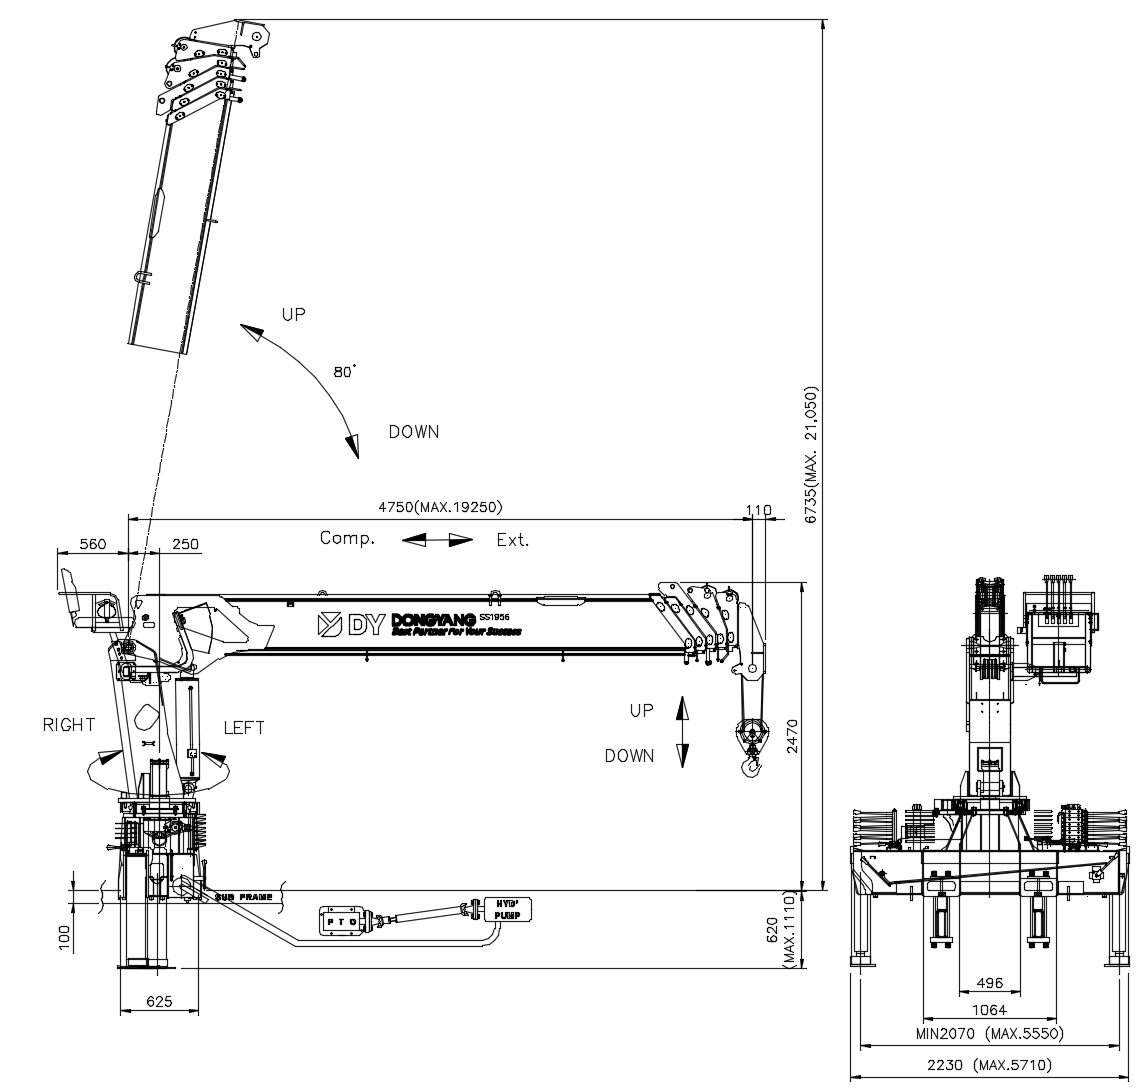 UP
80°
DOWN
6735(MAX. 21,050)
4750(MAX.19250)
110
Comp.
Ext.
560
250
DY DONGYANG SS1956
Best Partner For Your Success
RIGHT
LEFT
UP
DOWN
2470
SUB FRAME
HYD'
PUMP
P T O
100
620
(MAX.1110)
625
496
1064
MIN2070 (MAX.5550)
2230 (MAX.5710)